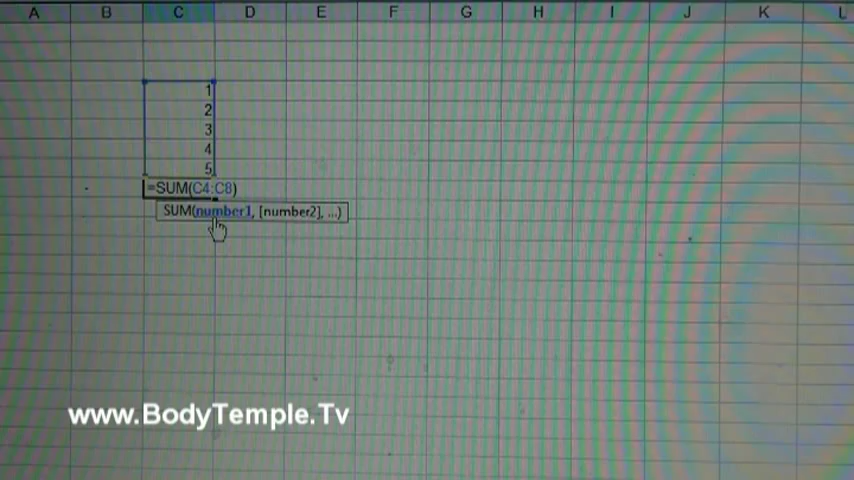 A B C D E F G H I J K L
1
2
3
4
5
=SUM(C4:C8)
SUM(number1, [number2], ...)
www.BodyTemple.Tv